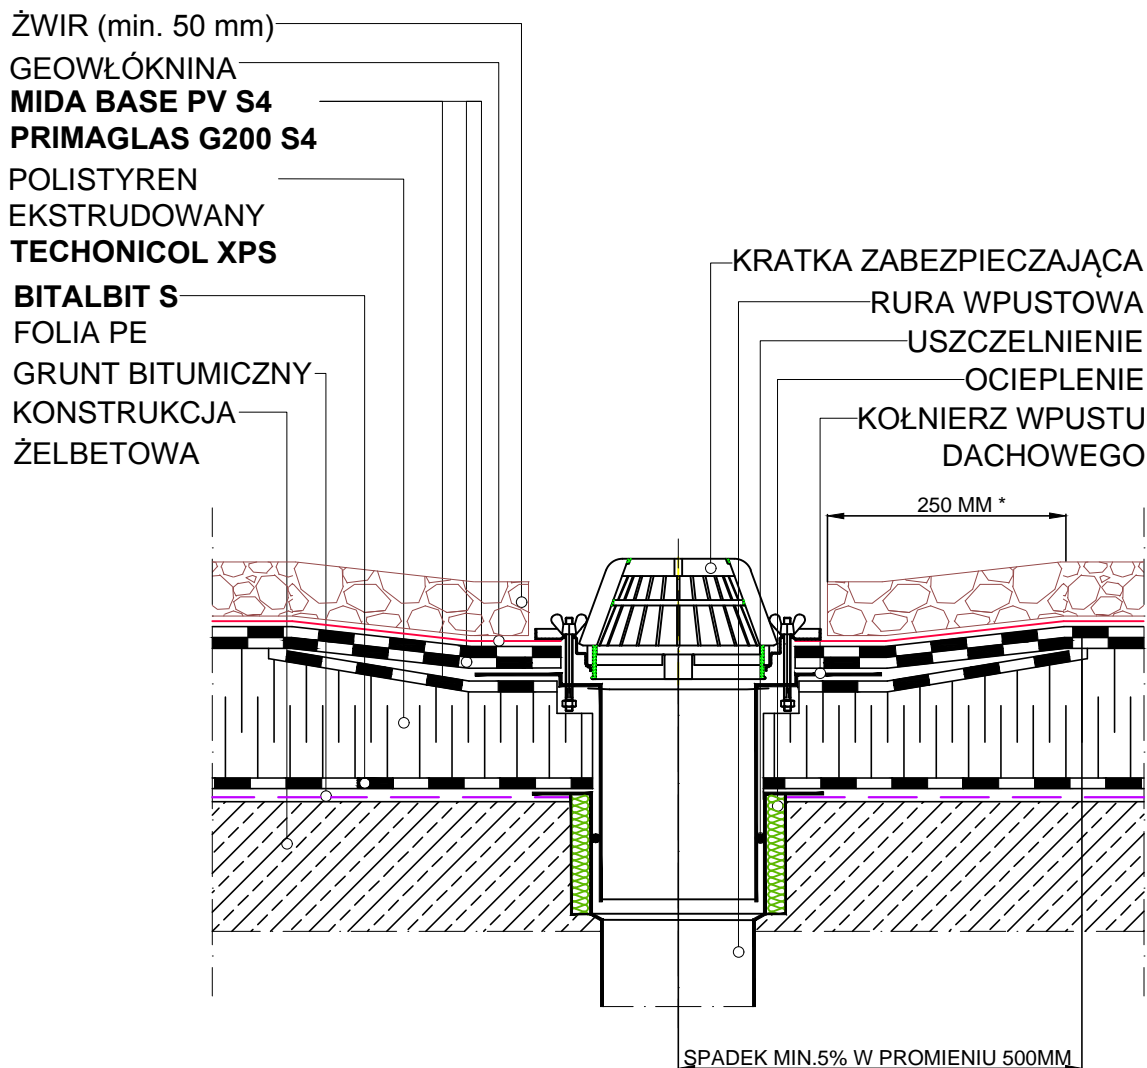 ŻWIR (min. 50 mm)
GEOWŁÓKNINA
MIDA BASE PV S4
PRIMAGLAS G200 S4
POLISTYREN
EKSTRUDOWANY
TECHONICOL XPS
BITALBIT S
FOLIA PE
GRUNT BITUMICZNY
KONSTRUKCJA
ŻELBETOWA
KRATKA ZABEZPIECZAJĄCA
RURA WPUSTOWA
USZCZELNIENIE
OCIEPLENIE
KOŁNIERZ WPUSTU
DACHOWEGO
250 MM *
SPADEK MIN.5% W PROMIENIU 500MM